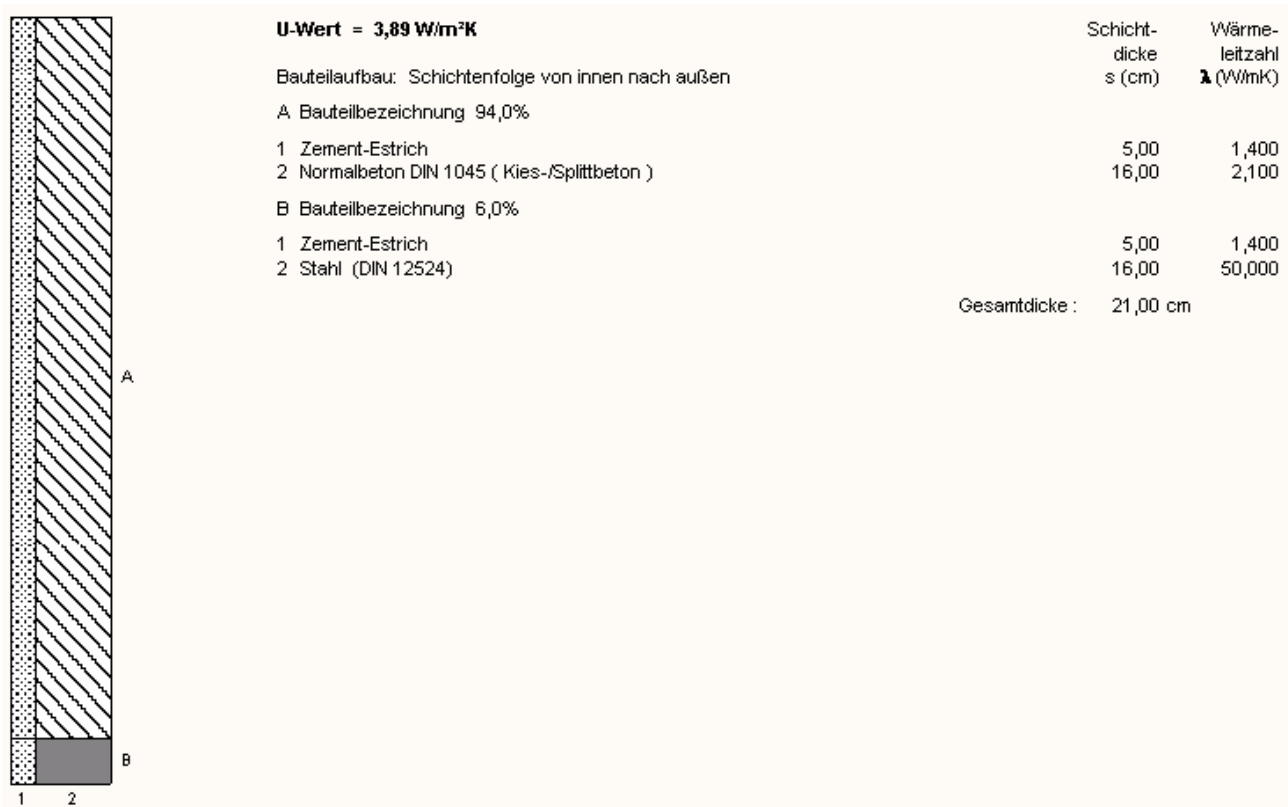 U-Wert = 3,89 W/m²K
Schicht- Wärme-
dicke leitzahl
Bauteilaufbau: Schichtenfolge von innen nach außen s (cm) λ (W/mK)
A Bauteilbezeichnung 94,0%
1 Zement-Estrich 5,00 1,400
2 Normalbeton DIN 1045 ( Kies-/Splittbeton ) 16,00 2,100
B Bauteilbezeichnung 6,0%
1 Zement-Estrich 5,00 1,400
2 Stahl (DIN 12524) 16,00 50,000
Gesamtdicke : 21,00 cm
A
B
1 2